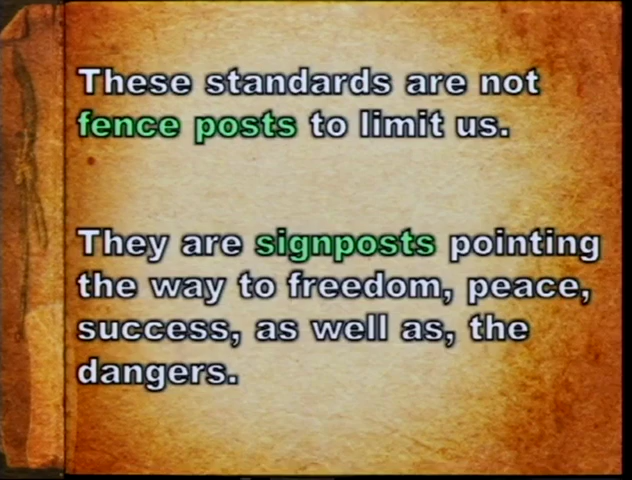 These standards are not
fence posts to limit us.
They are signposts pointing
the way to freedom, peace,
success, as well as, the
dangers.